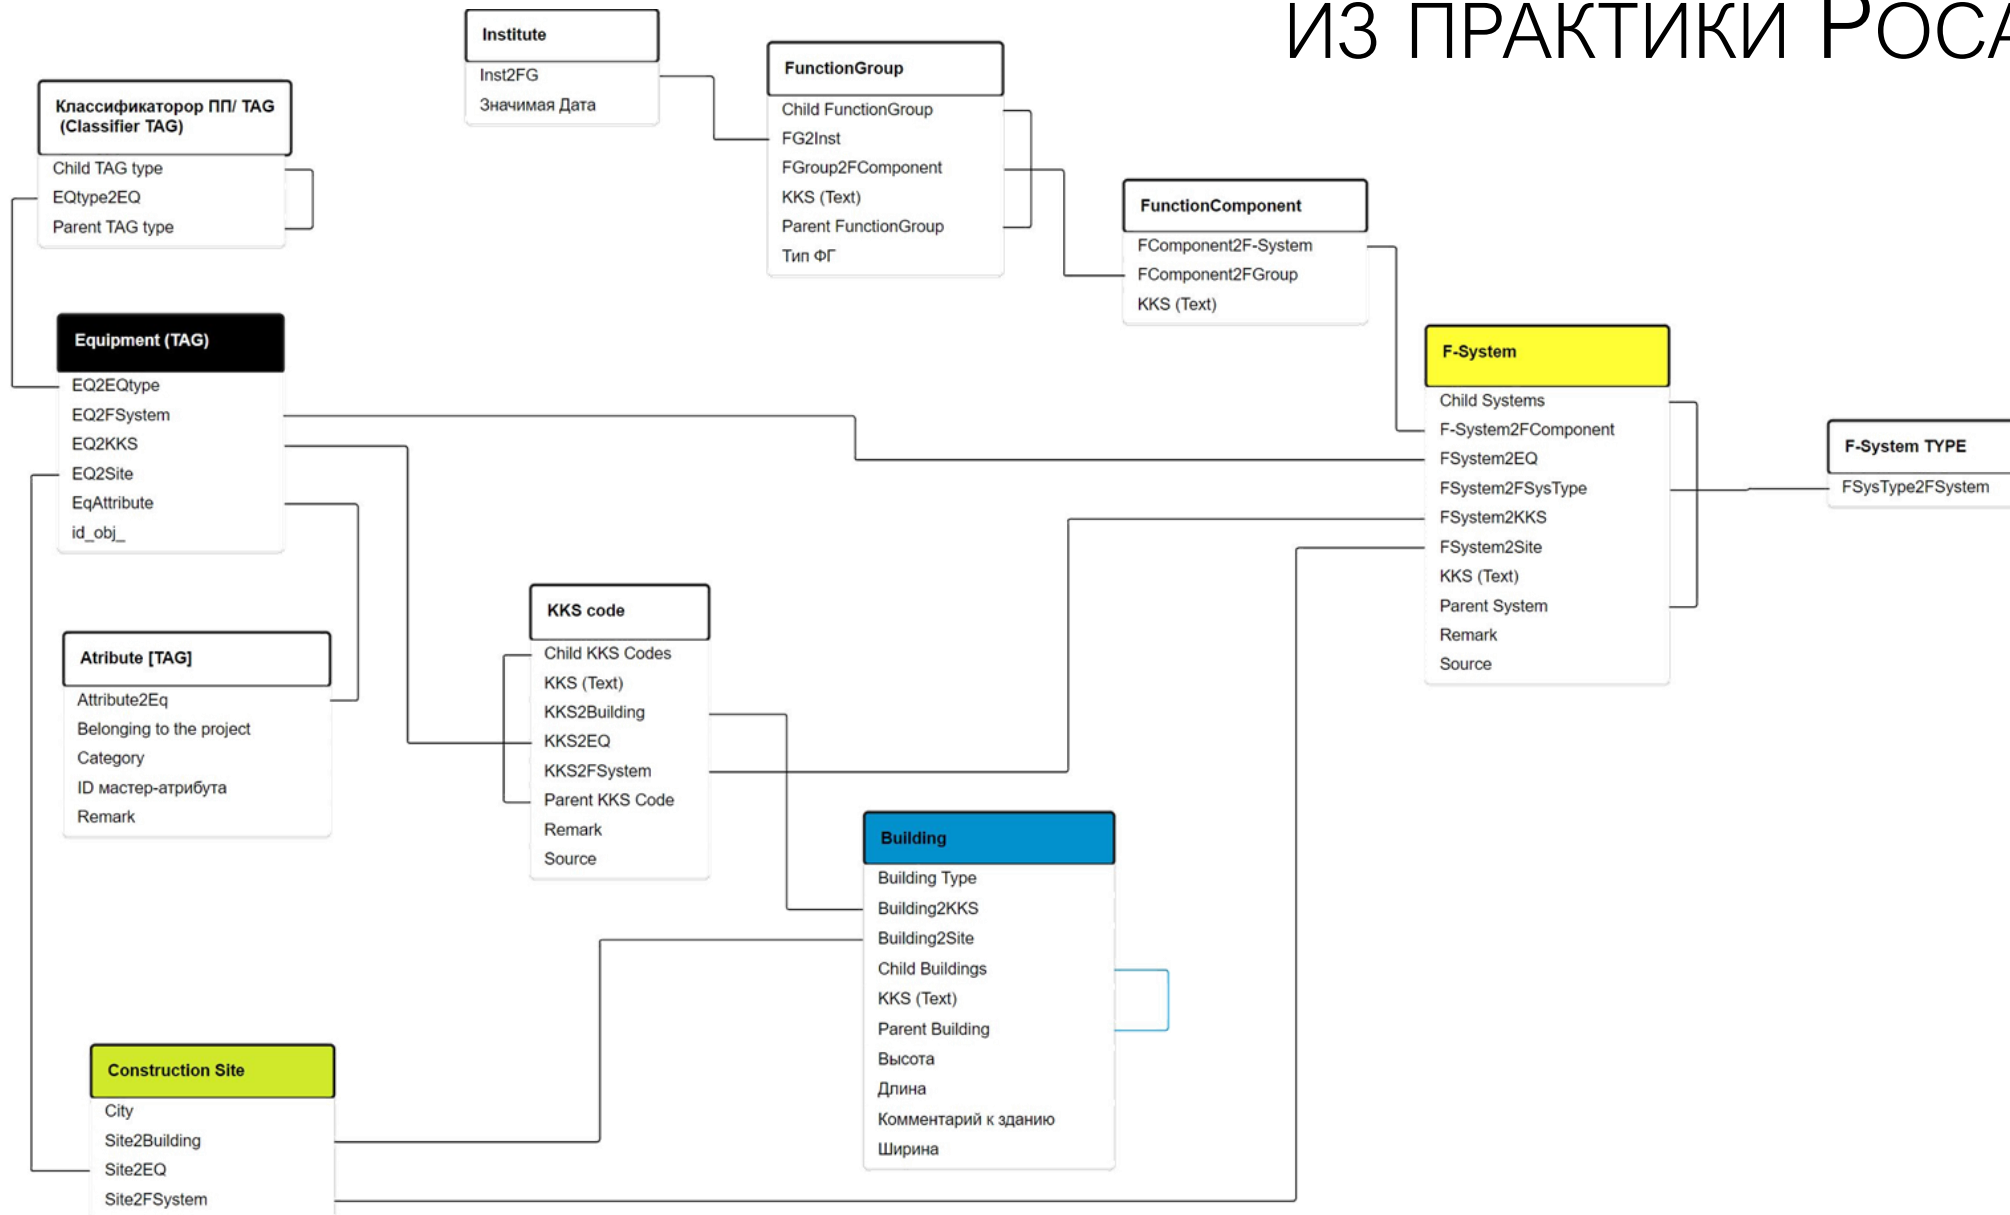 ИЗ ПРАКТИКИ РОСА
Institute
Inst2FG
Значимая Дата
FunctionGroup
Child FunctionGroup
FG2Inst
FGroup2FComponent
KKS (Text)
Parent FunctionGroup
Тип ФГ
Классификаторор ПП/ TAG
(Classifier TAG)
Child TAG type
EQtype2EQ
Parent TAG type
FunctionComponent
FComponent2F-System
FComponent2FGroup
KKS (Text)
Equipment (TAG)
EQ2EQtype
EQ2FSystem
EQ2KKS
EQ2Site
EqAttribute
id_obj_
F-System
Child Systems
F-System2FComponent
FSystem2EQ
FSystem2FSysType
FSystem2KKS
FSystem2Site
KKS (Text)
Parent System
Remark
Source
F-System TYPE
FSysType2FSystem
Atribute [TAG]
Attribute2Eq
Belonging to the project
Category
ID мастер-атрибута
Remark
KKS code
Child KKS Codes
KKS (Text)
KKS2Building
KKS2EQ
KKS2FSystem
Parent KKS Code
Remark
Source
Building
Building Type
Building2KKS
Building2Site
Child Buildings
KKS (Text)
Parent Building
Высота
Длина
Комментарий к зданию
Ширина
Construction Site
City
Site2Building
Site2EQ
Site2FSystem